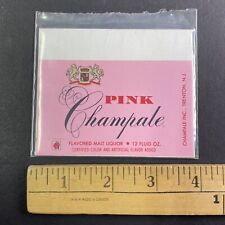 PINK
Champale
FLAVORED MALT LIQUOR • 12 FLUID OZ.
CERTIFIED COLOR AND ARTIFICIAL FLAVOR ADDED
CHAMPALE INC., TRENTON, N.J.
1
2
3